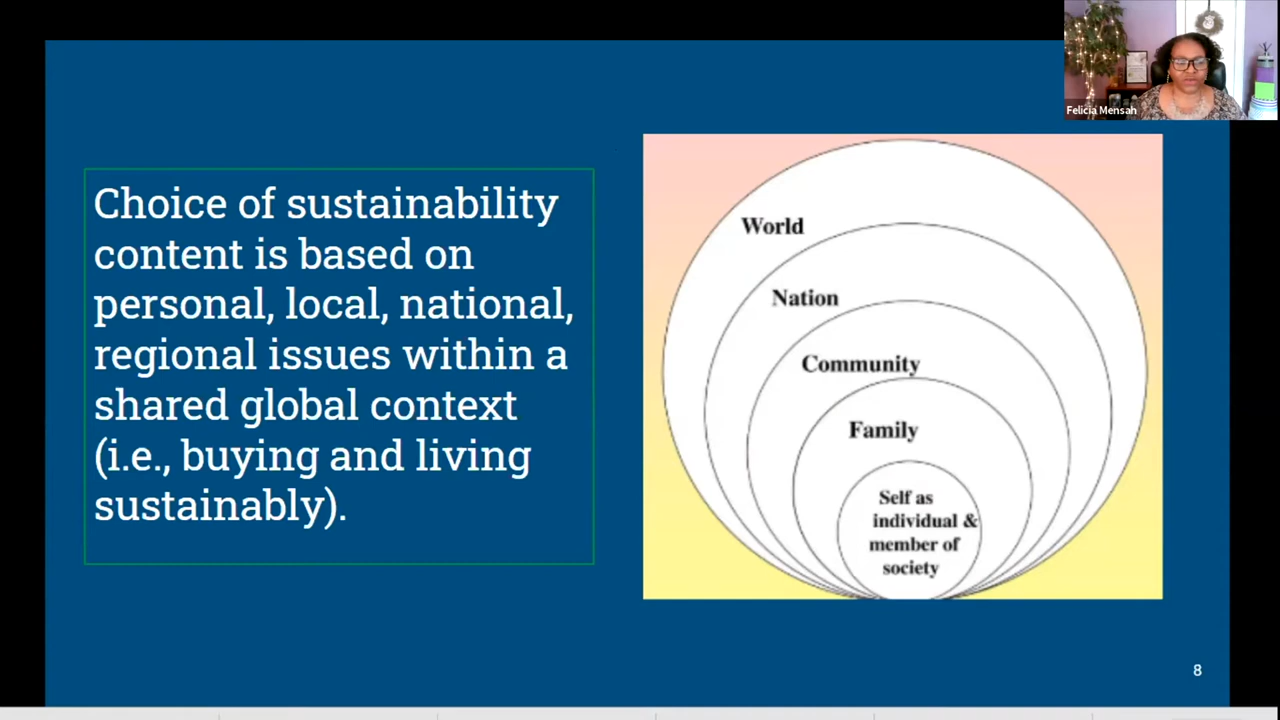 Felicia Mensah
Choice of sustainability
content is based on
personal, local, national,
regional issues within a
shared global context
(i.e., buying and living
sustainably).
World
Nation
Community
Family
Self as
individual &
member of
society
8